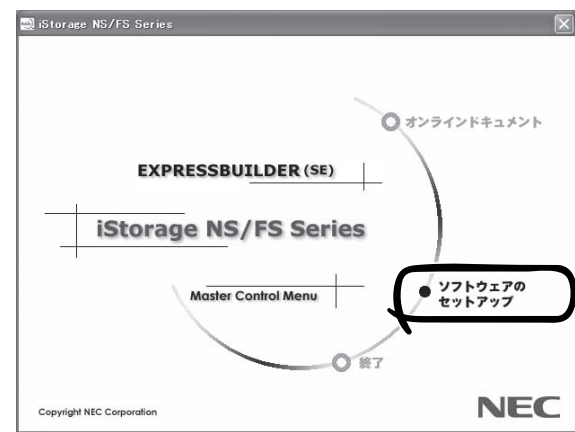 iStorage NS/FS Series
オンラインドキュメント
EXPRESSBUILDER (SE)
iStorage NS/FS Series
Master Control Menu
ソフトウェアの
セットアップ
終了
Copyright NEC Corporation
NEC